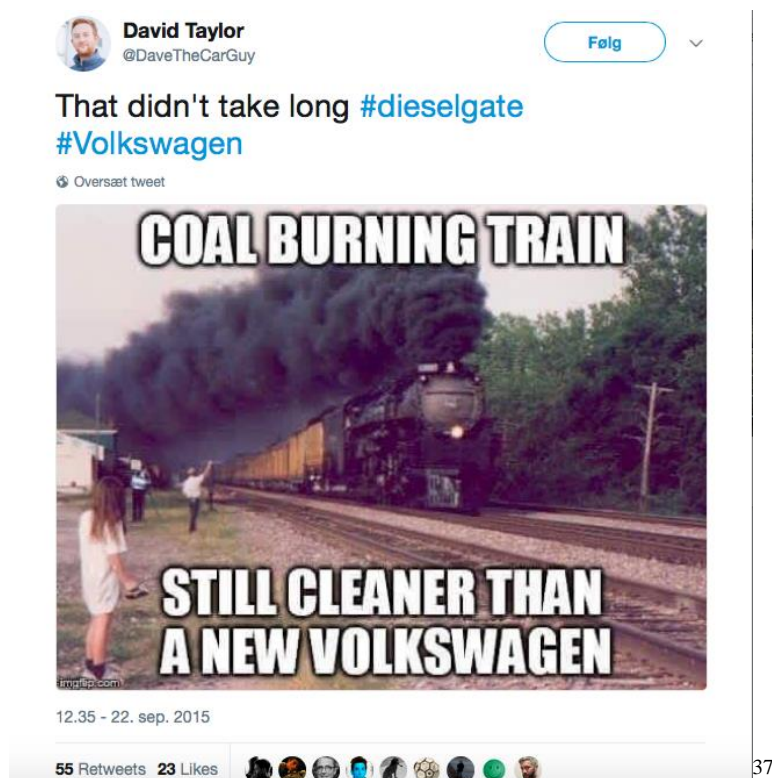 David Taylor
@DaveTheCarGuy
Følg
That didn't take long #dieselgate
#Volkswagen
Oversæt tweet
COAL BURNING TRAIN
STILL CLEANER THAN
A NEW VOLKSWAGEN
imgflip.com
12.35 - 22. sep. 2015
55 Retweets 23 Likes
37